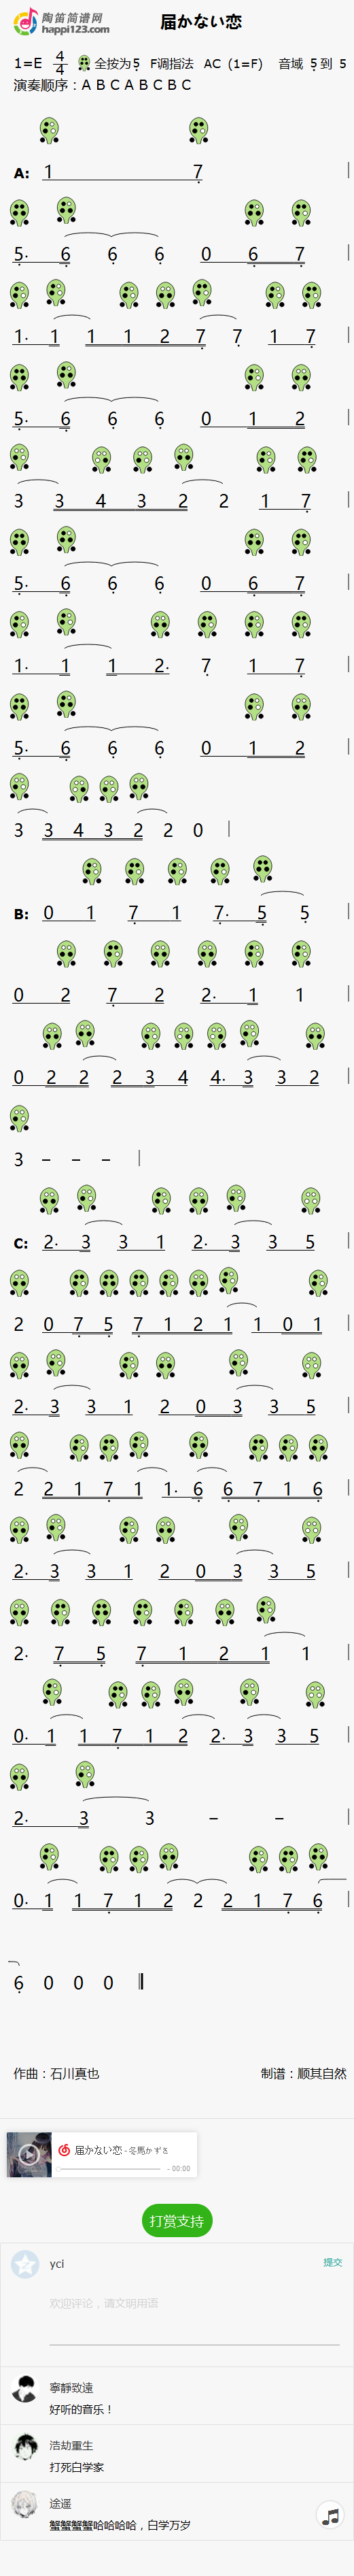 陶笛简谱网
happi123.com
届かない恋
1=E 4/4 全按为5̣ F调指法 AC（1=F） 音域 5̣ 到 5
演奏顺序：A B C A B C B C
A: 1 7̣ |
5̣· 6̣ 6̣ 6̣ 0 6̣ 7̣ |
1· 1 1 1 2 7̣ 7̣ 1 7̣ |
5̣· 6̣ 6̣ 6̣ 0 1 2 |
3 3 4 3 2 2 1 7̣ |
5̣· 6̣ 6̣ 6̣ 0 6̣ 7̣ |
1· 1 1 2· 7̣ 1 7̣ |
5̣· 6̣ 6̣ 6̣ 0 1 2 |
3 3 4 3 2 2 0 |
B: 0 1 7̣ 1 7̣· 5̣ 5̣ |
0 2 7̣ 2 2· 1 1 |
0 2 2 2 3 4 4· 3 3 2 |
3 – – – |
C: 2· 3 3 1 2· 3 3 5 |
2 0 7̣ 5̣ 7̣ 1 2 1 1 0 1 |
2· 3 3 1 2 0 3 3 5 |
2 2 1 7̣ 1 1· 6̣ 6̣ 7̣ 1 6̣ |
2· 3 3 1 2 0 3 3 5 |
2· 7̣ 5̣ 7̣ 1 2 1 1 |
0· 1 1 7̣ 1 2 2· 3 3 5 |
2· 3 3 – – |
0· 1 1 7̣ 1 2 2 2 1 7̣ 6̣ |
6̣ 0 0 0 ‖
作曲：石川真也 制谱：顺其自然
届かない恋 - 冬馬かずさ
- 00:00
打赏支持
yci 提交
欢迎评论，请文明用语
寧靜致遠
好听的音乐！
浩劫重生
打死白学家
途遥
蟹蟹蟹蟹哈哈哈哈，白学万岁